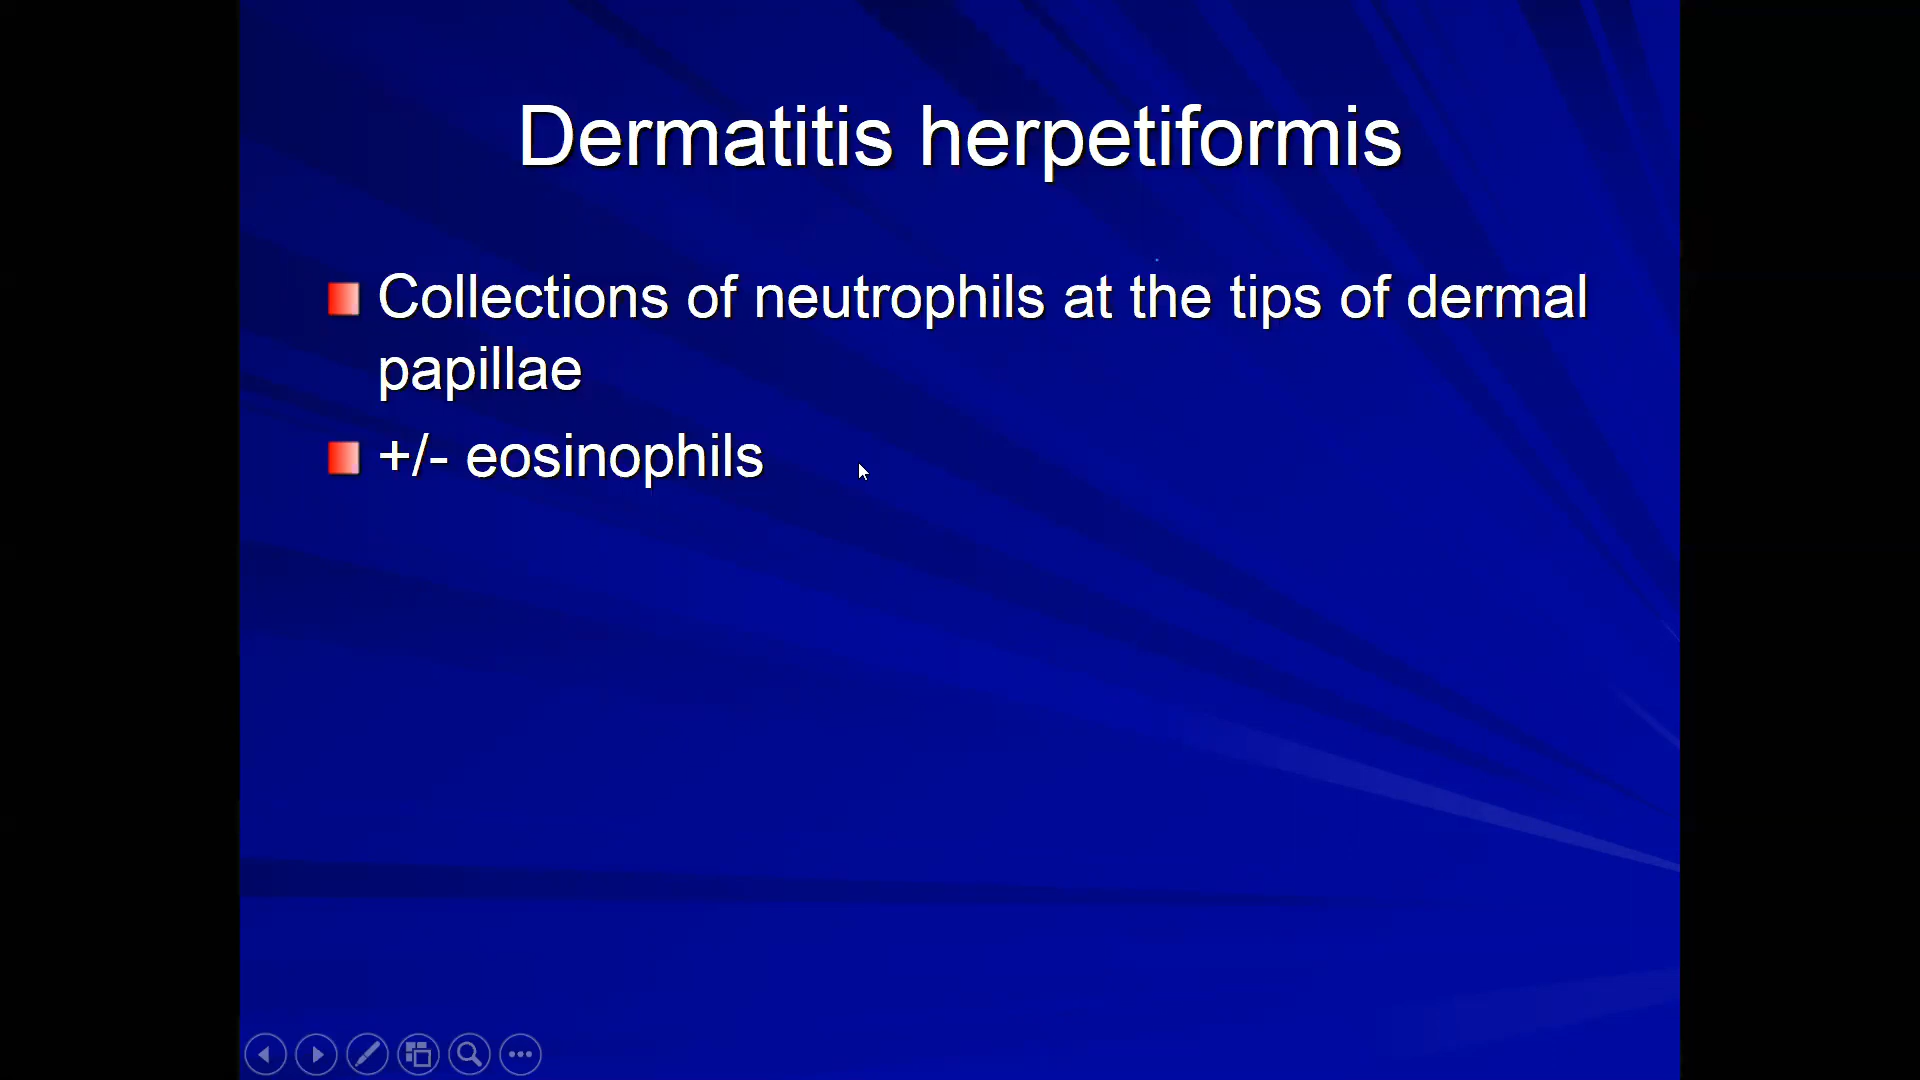 Dermatitis herpetiformis
Collections of neutrophils at the tips of dermal
papillae
+/- eosinophils